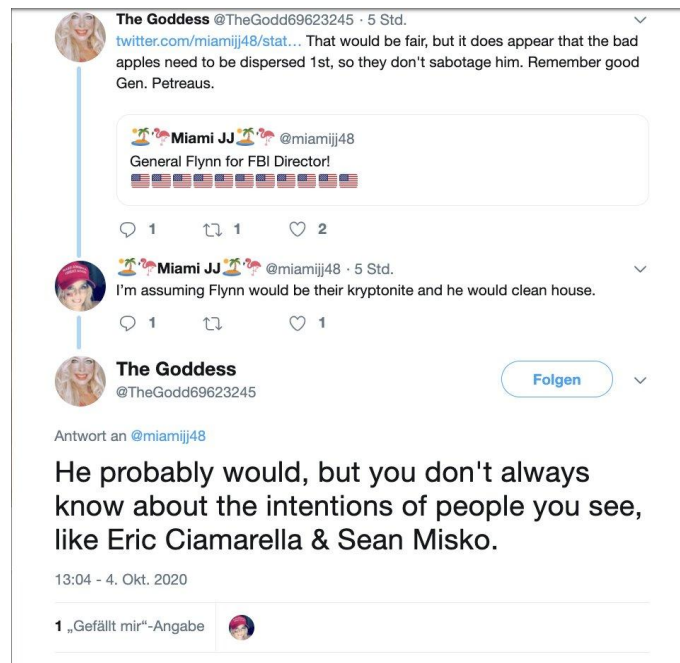 The Goddess @TheGodd69623245 · 5 Std.
twitter.com/miamijj48/stat... That would be fair, but it does appear that the bad
apples need to be dispersed 1st, so they don't sabotage him. Remember good
Gen. Petreaus.
🏝️🦩Miami JJ🏝️🦩 @miamijj48
General Flynn for FBI Director!
🇺🇸🇺🇸🇺🇸🇺🇸🇺🇸🇺🇸🇺🇸🇺🇸🇺🇸🇺🇸🇺🇸
1 1 2
🏝️🦩Miami JJ🏝️🦩 @miamijj48 · 5 Std.
I’m assuming Flynn would be their kryptonite and he would clean house.
1 1
The Goddess
@TheGodd69623245
Folgen
Antwort an @miamijj48
He probably would, but you don't always
know about the intentions of people you see,
like Eric Ciamarella & Sean Misko.
13:04 - 4. Okt. 2020
1 „Gefällt mir“-Angabe